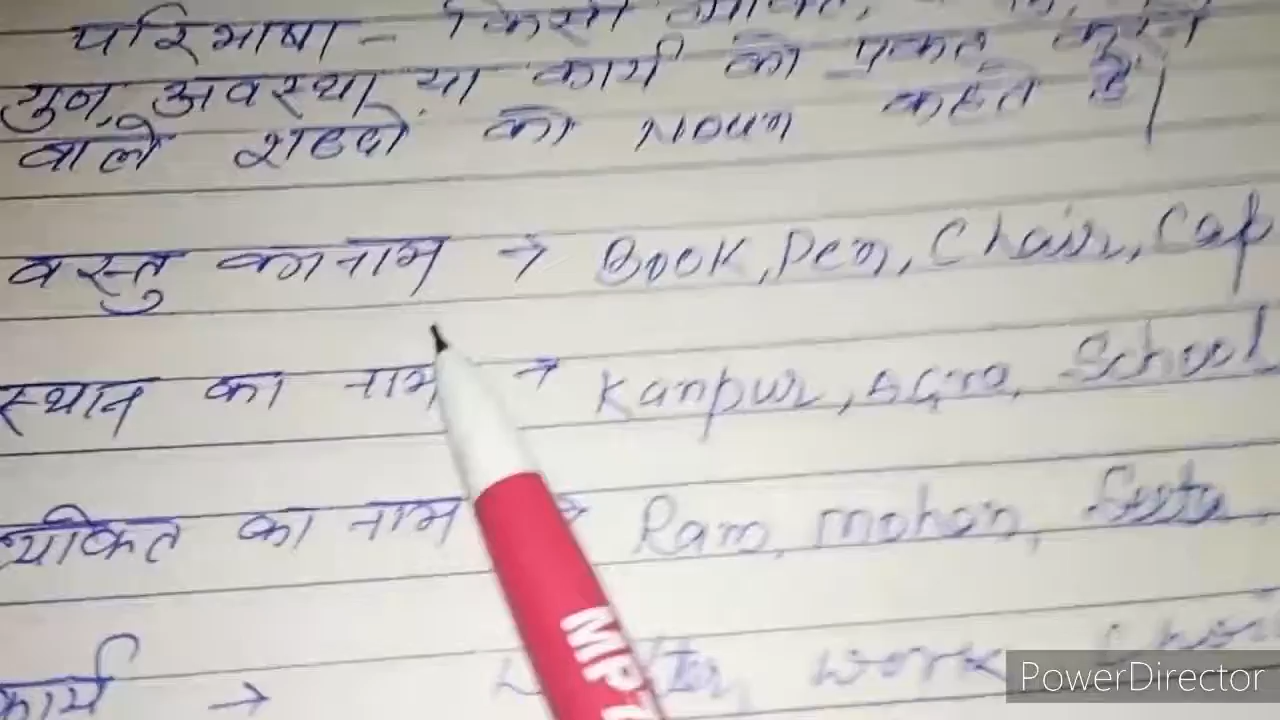 परिभाषा - किसी
गुन, अवस्था या कार्य को प्रकट करने
वाले शब्दो को Noun कहते है।
वस्तु का नाम → Book, Pen, Chair, Cap
स्थान का नाम → Kanpur, Agra, School
व्यक्ति का नाम → Ram, mohan,
कार्य → work
MP-
PowerDirector